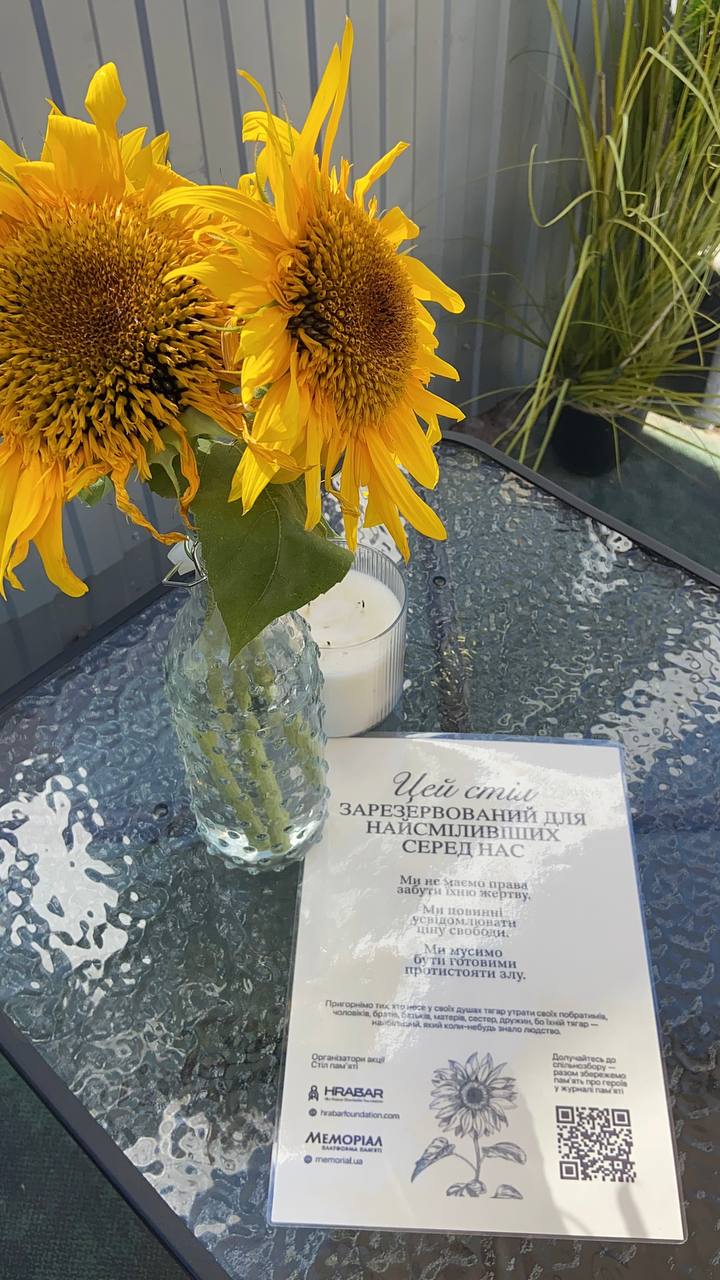 Цей стіл
ЗАРЕЗЕРВОВАНИЙ ДЛЯ
НАЙСМІЛИВІШИХ
СЕРЕД НАС
Ми не маємо права
забути їхню жертву.
Ми повинні
усвідомлювати
ціну свободи.
Ми мусимо
бути готовими
протистояти злу.
Пригорнімо тих, хто несе у своїх душах тягар утрати своїх побратимів,
чоловіків, братів, батьків, матерів, сестер, дружин, бо їхній тягар —
найбільший, який коли-небудь знало людство.
Організатори акції
Стіл пам'яті
HRABAR
hrabarfoundation.com
МЕМОРІАЛ
ПЛАТФОРМА ПАМ'ЯТІ
memorial.ua
Долучайтесь до
спільнозбору —
разом збережемо
пам'ять про героїв
у журналі пам'яті